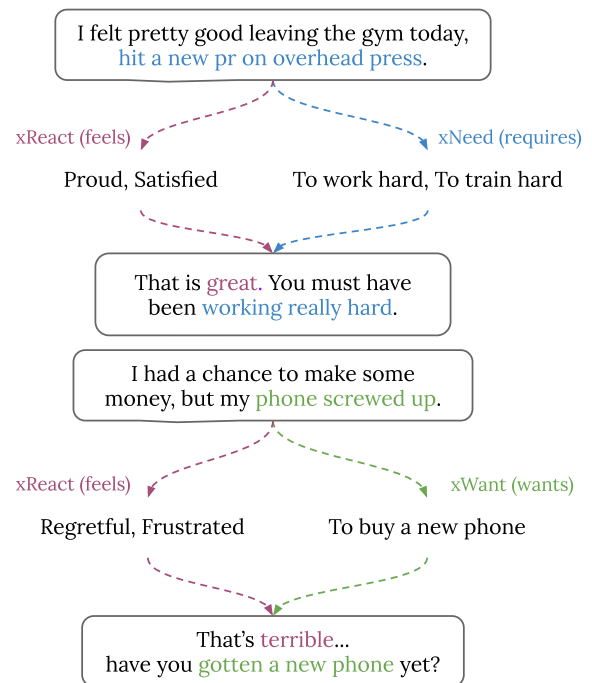 I felt pretty good leaving the gym today,
hit a new pr on overhead press.
xReact (feels)
xNeed (requires)
Proud, Satisfied
To work hard, To train hard
That is great. You must have
been working really hard.
I had a chance to make some
money, but my phone screwed up.
xReact (feels)
xWant (wants)
Regretful, Frustrated
To buy a new phone
That's terrible...
have you gotten a new phone yet?